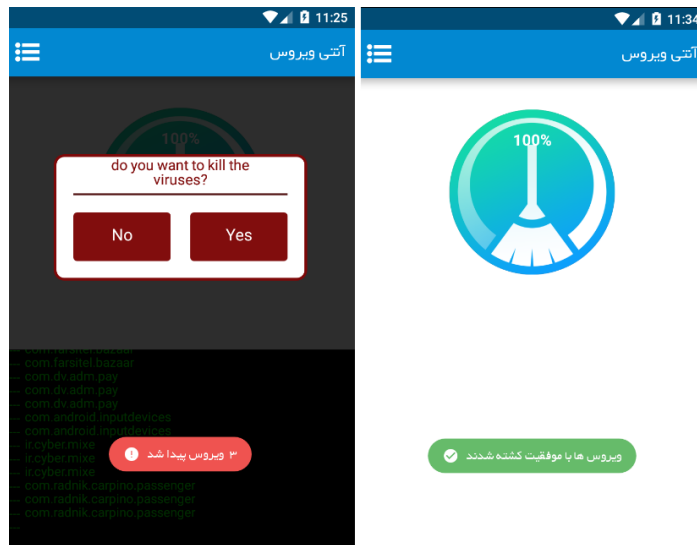 11:25
آنتی ویروس
100%
do you want to kill the
viruses?
No
Yes
com.farsitel.bazaar
com.farsitel.bazaar
com.dv.adm.pay
com.dv.adm.pay
com.dv.adm.pay
com.android.inputdevices
com.android.inputdevices
ir.cyber.mixe
ir.cyber.mixe
ir.cyber.mixe
com.radnik.carpino.passenger
com.radnik.carpino.passenger
com.radnik.carpino.passenger
۳ ویروس پیدا شد
11:34
آنتی ویروس
100%
ویروس ها با موفقیت کشته شدند